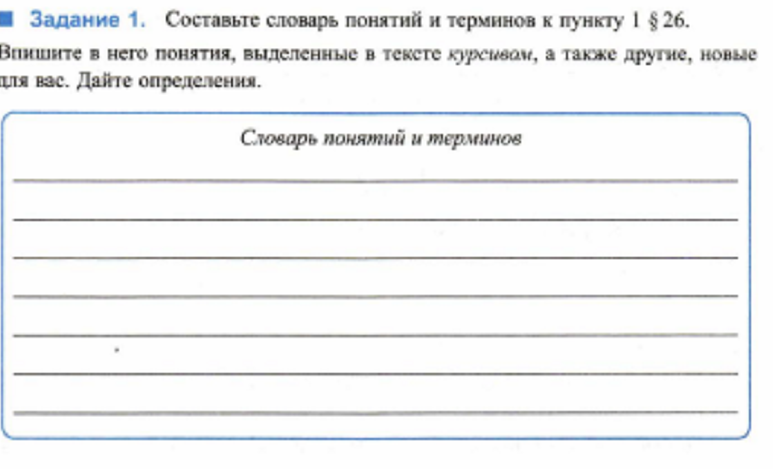 Задание 1. Составьте словарь понятий и терминов к пункту 1 § 26.
Впишите в него понятия, выделенные в тексте курсивом, а также другие, новые
для вас. Дайте определения.
Словарь понятий и терминов